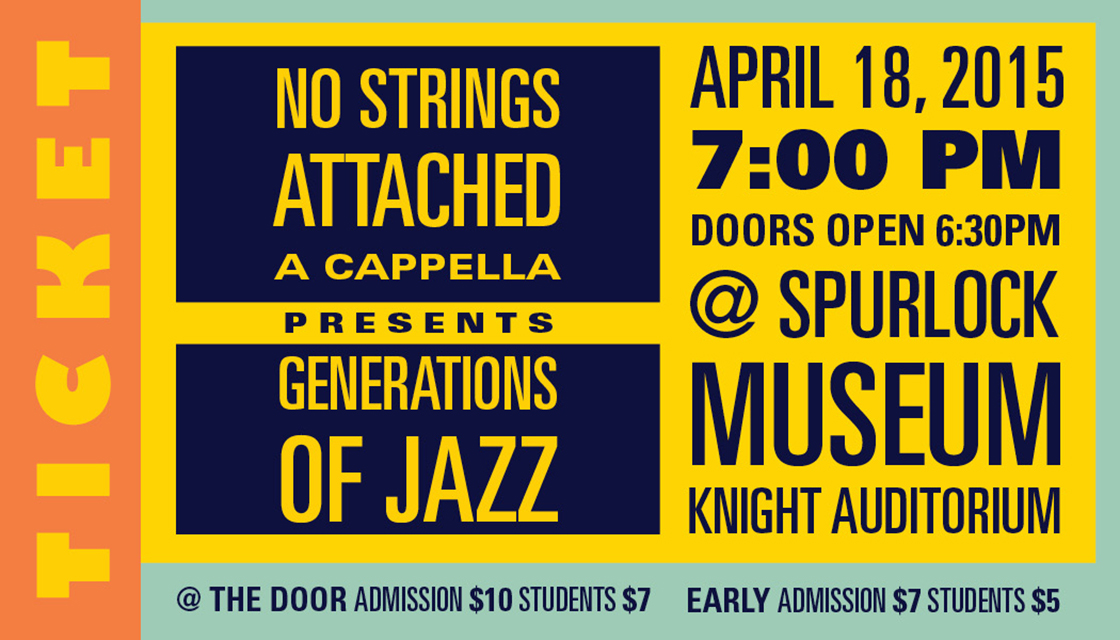 TICKET
NO STRINGS
ATTACHED
A CAPPELLA
PRESENTS
GENERATIONS
OF JAZZ
APRIL 18, 2015
7:00 PM
DOORS OPEN 6:30PM
@ SPURLOCK
MUSEUM
KNIGHT AUDITORIUM
@ THE DOOR ADMISSION $10 STUDENTS $7
EARLY ADMISSION $7 STUDENTS $5